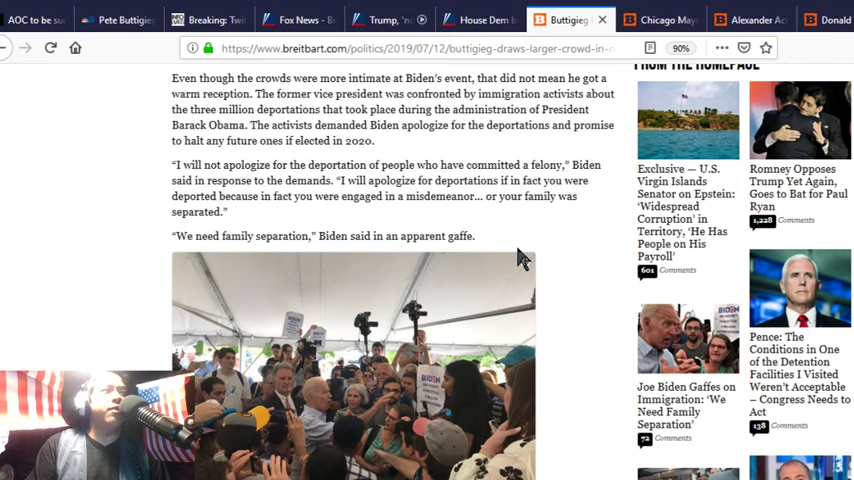 AOC to be su
Pete Buttigieg
Breaking: Twit
Fox News - B
Trump, 'no
House Dem b
Buttigieg
Chicago May
Alexander Ac
Donald
https://www.breitbart.com/politics/2019/07/12/buttigieg-draws-larger-crowd-in-n
90%
FROM THE HOMEPAGE
Even though the crowds were more intimate at Biden's event, that did not mean he got a
warm reception. The former vice president was confronted by immigration activists about
the three million deportations that took place during the administration of President
Barack Obama. The activists demanded Biden apologize for the deportations and promise
to halt any future ones if elected in 2020.
"I will not apologize for the deportation of people who have committed a felony," Biden
said in response to the demands. "I will apologize for deportations if in fact you were
deported because in fact you were engaged in a misdemeanor... or your family was
separated."
"We need family separation," Biden said in an apparent gaffe.
BIDEN
Exclusive — U.S.
Virgin Islands
Senator on Epstein:
'Widespread
Corruption' in
Territory, 'He Has
People on His
Payroll'
601 Comments
Joe Biden Gaffes on
Immigration: 'We
Need Family
Separation'
72 Comments
Romney Opposes
Trump Yet Again,
Goes to Bat for Paul
Ryan
1,228 Comments
Pence: The
Conditions in One
of the Detention
Facilities I Visited
Weren't Acceptable
– Congress Needs to
Act
138 Comments